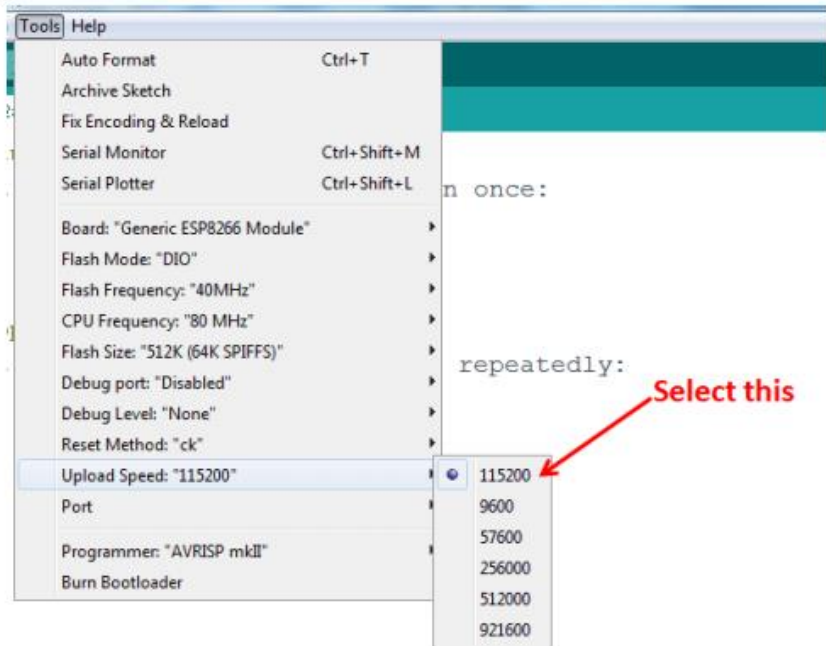 Tools Help
Auto Format Ctrl+T
Archive Sketch
Fix Encoding & Reload
Serial Monitor Ctrl+Shift+M
Serial Plotter Ctrl+Shift+L
n once:
Board: "Generic ESP8266 Module"
Flash Mode: "DIO"
Flash Frequency: "40MHz"
CPU Frequency: "80 MHz"
Flash Size: "512K (64K SPIFFS)"
repeatedly:
Debug port: "Disabled"
Select this
Debug Level: "None"
Reset Method: "ck"
Upload Speed: "115200"
115200
Port
9600
57600
Programmer: "AVRISP mkII"
256000
Burn Bootloader
512000
921600